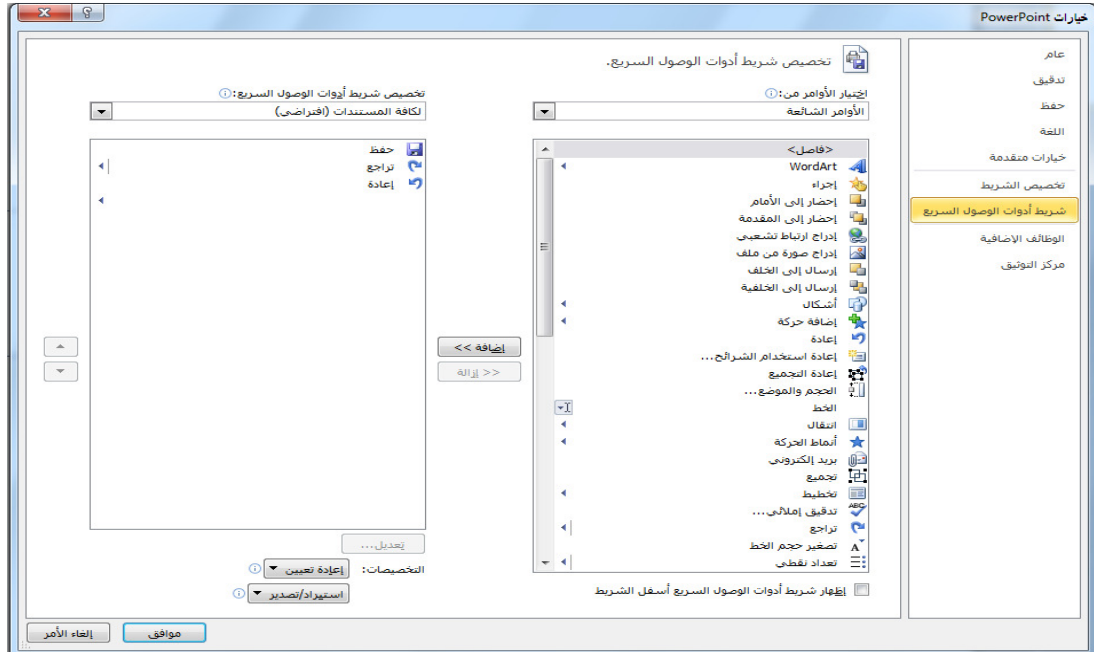 خيارات PowerPoint
عام
تدقيق
حفظ
اللغة
خيارات متقدمة
تخصيص الشريط
شريط أدوات الوصول السريع
الوظائف الإضافية
مركز التوثيق
تخصيص شريط أدوات الوصول السريع.
اختيار الأوامر من:
الأوامر الشائعة
<فاصل>
WordArt
إجراء
إحضار إلى الأمام
إحضار إلى المقدمة
إدراج ارتباط تشعبي
إدراج صورة من ملف
إرسال إلى الخلف
إرسال إلى الخلفية
أشكال
إضافة حركة
إعادة
إعادة استخدام الشرائح...
إعادة التجميع
الحجم والموضع...
الخط
انتقال
أنماط الحركة
بريد إلكتروني
تجميع
تخطيط
تدقيق إملائي...
تراجع
تصغير حجم الخط
تعداد نقطي
إظهار شريط أدوات الوصول السريع أسفل الشريط
إضافة >>
<< إزالة
تخصيص شريط أدوات الوصول السريع:
لكافة المستندات (افتراضي)
حفظ
تراجع
إعادة
تعديل...
التخصيصات: إعادة تعيين
استيراد/تصدير
موافق
إلغاء الأمر